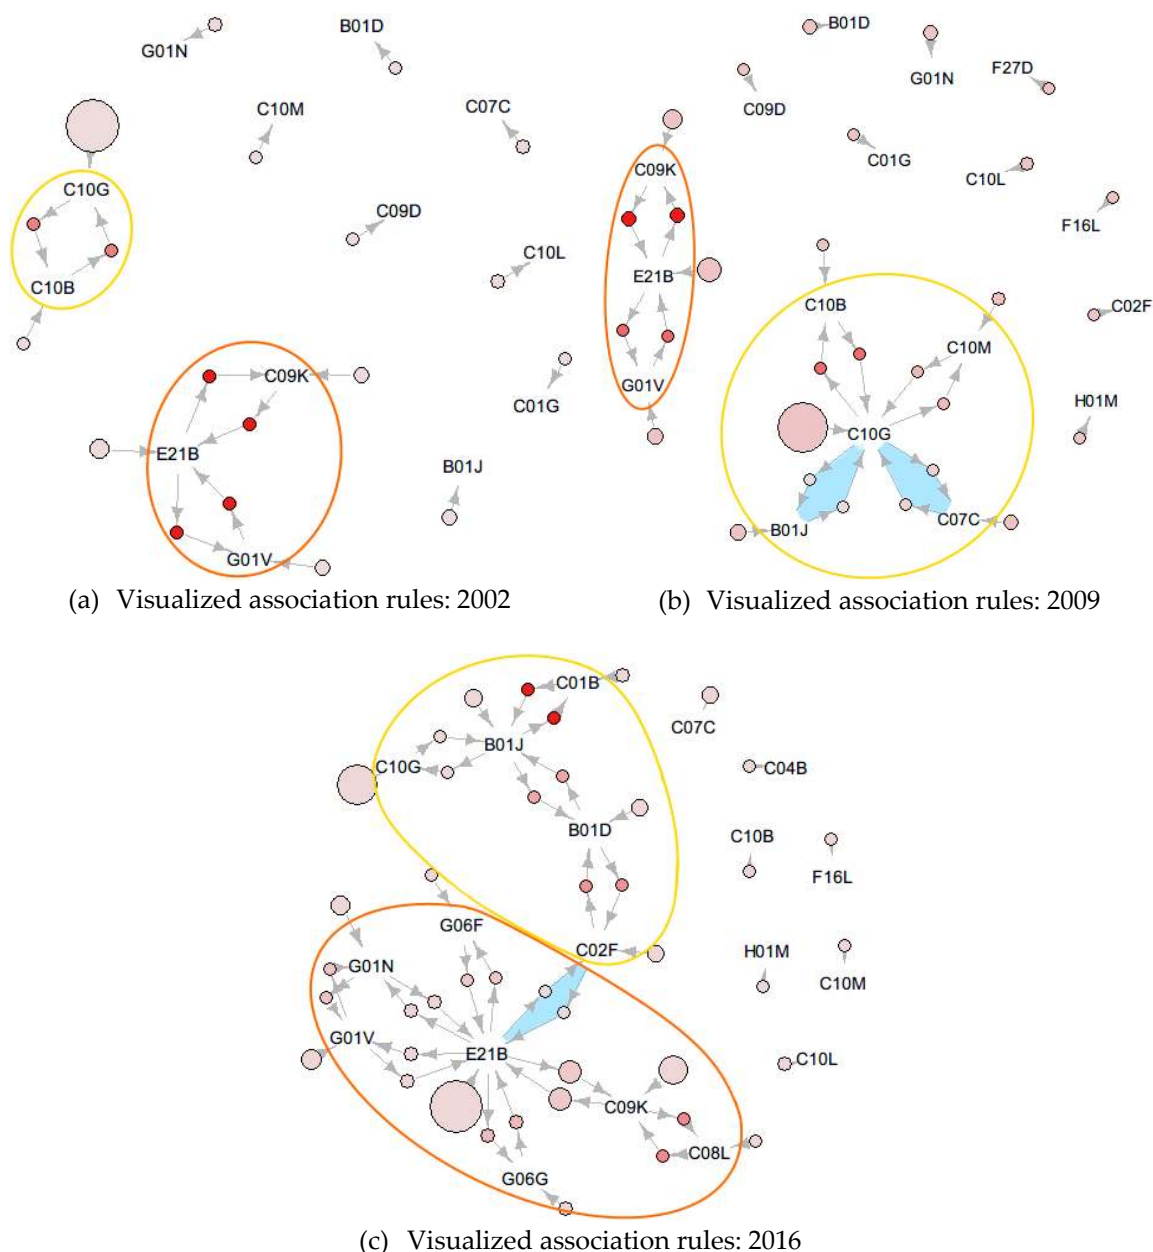 G01N
B01D
C10M
C07C
C10G
C09D
C10B
C10L
C09K
C01G
E21B
B01J
G01V
(a) Visualized association rules: 2002
B01D
G01N
F27D
C09D
C01G
C09K
C10L
F16L
E21B
C10B
C02F
C10M
G01V
H01M
C10G
B01J
C07C
(b) Visualized association rules: 2009
C01B
C07C
B01J
C10G
C04B
B01D
C10B
F16L
G06F
C02F
H01M
G01N
C10M
G01V
E21B
C10L
C09K
C08L
G06G
(c) Visualized association rules: 2016